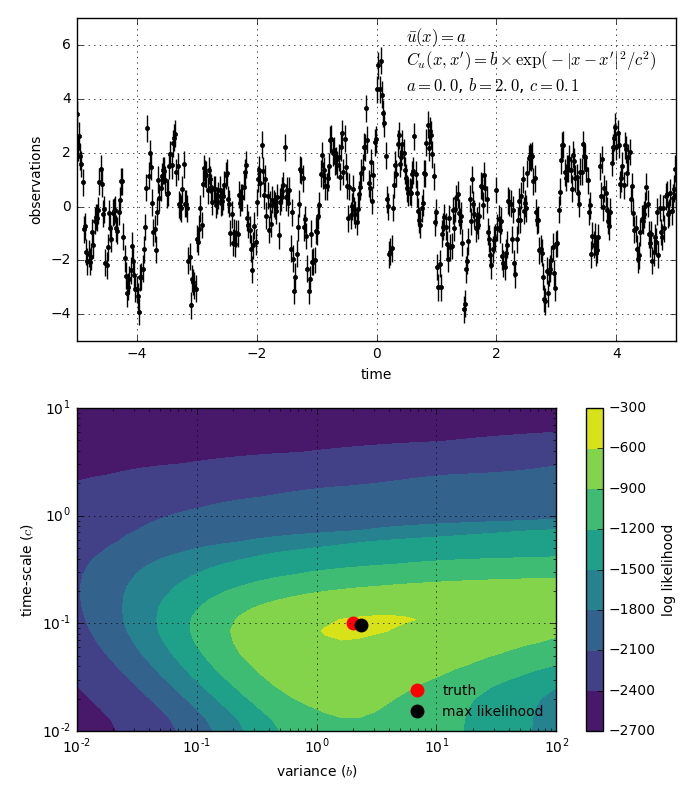 6
4
2
0
−2
−4
observations
ū(x) = a
C_u(x, x′) = b × exp( − |x − x′|²/c²)
a = 0.0, b = 2.0, c = 0.1
−4 −2 0 2 4
time
10¹
10⁰
10⁻¹
10⁻²
time-scale (c)
truth
max likelihood
10⁻² 10⁻¹ 10⁰ 10¹ 10²
variance (b)
−300
−600
−900
−1200
−1500
−1800
−2100
−2400
−2700
log likelihood